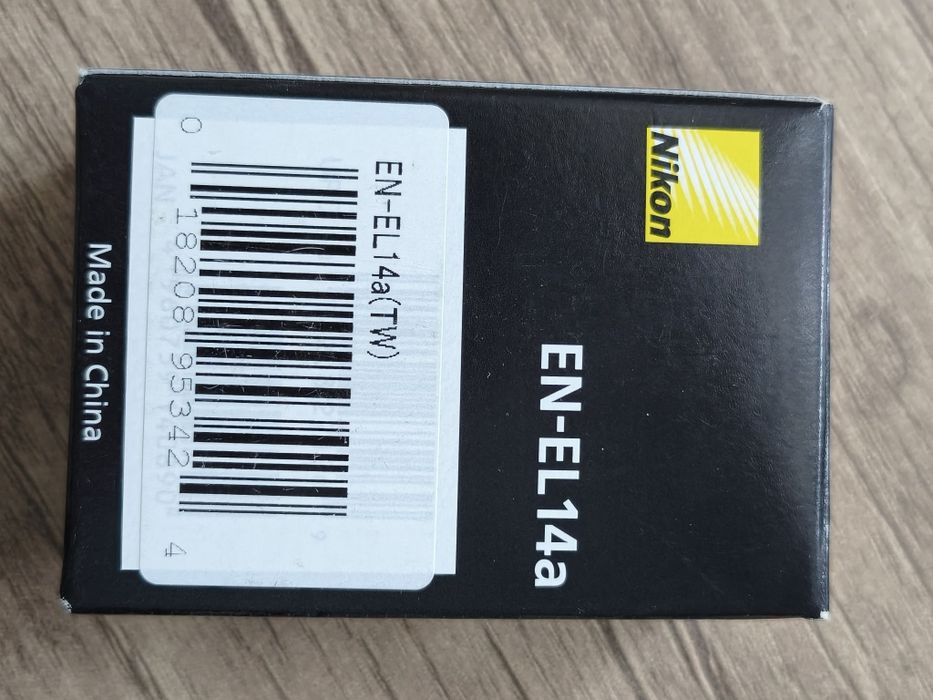 Nikon
EN-EL14a
EN-EL14a(TW)
0 18208 95342 4
Made in China